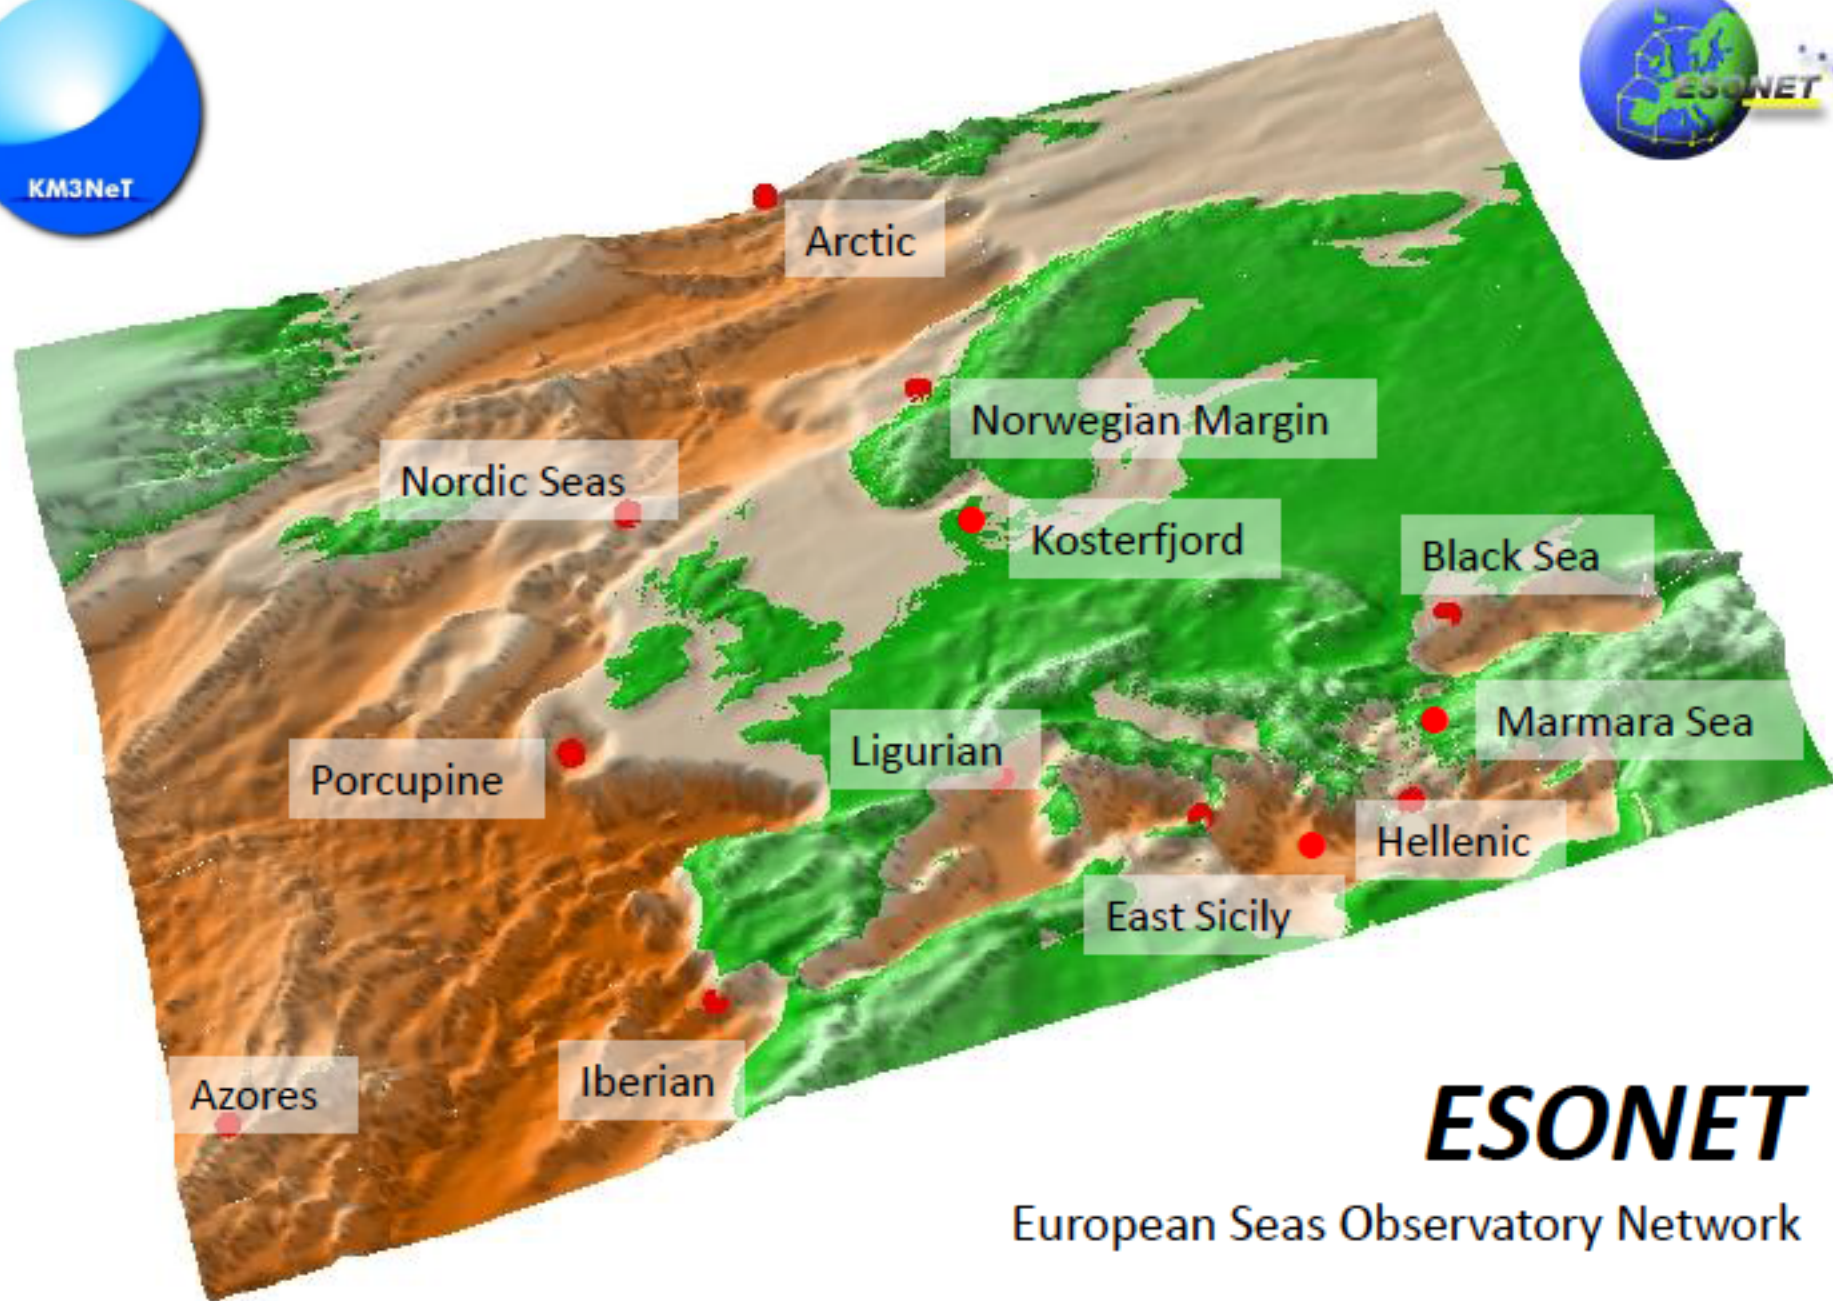 KM3NeT
ESONET
Arctic
Norwegian Margin
Nordic Seas
Kosterfjord
Black Sea
Marmara Sea
Ligurian
Porcupine
Hellenic
East Sicily
Iberian
Azores
ESONET
European Seas Observatory Network